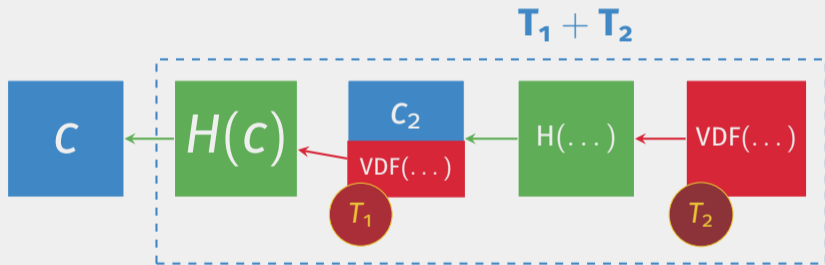 T₁ + T₂
c
H(c)
c₂
VDF(...)
T₁
H(...)
VDF(...)
T₂